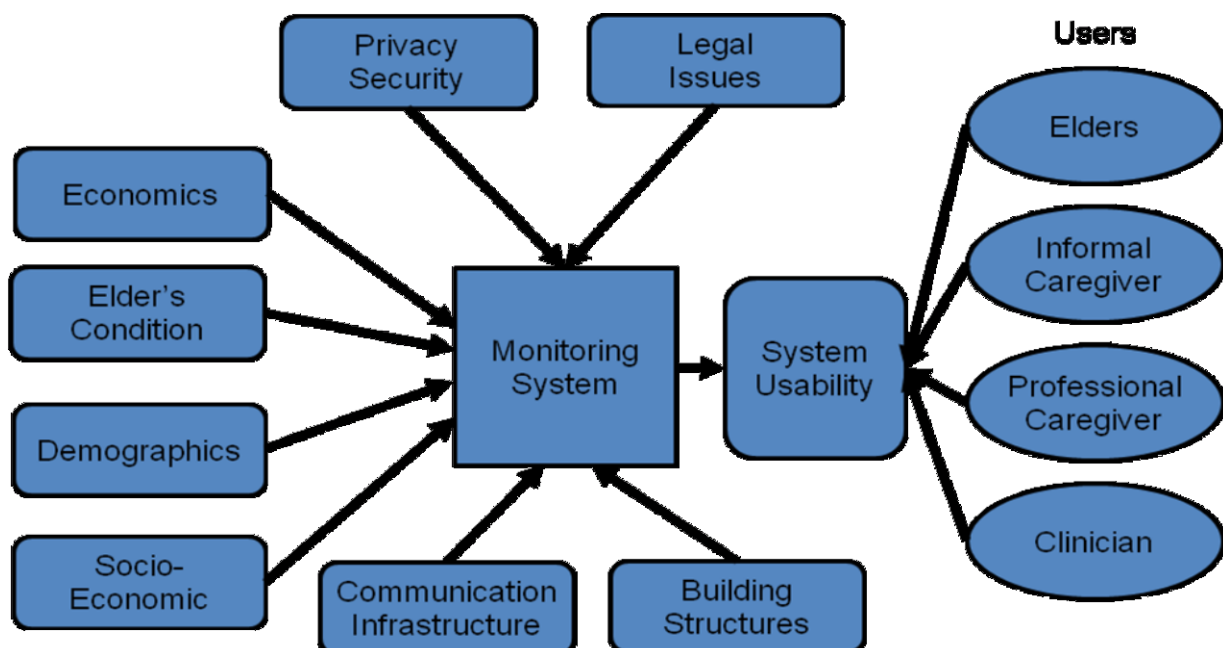 Privacy
Security
Legal
Issues
Users
Elders
Economics
Informal
Caregiver
Elder’s
Condition
Monitoring
System
System
Usability
Professional
Caregiver
Demographics
Clinician
Socio-
Economic
Communication
Infrastructure
Building
Structures